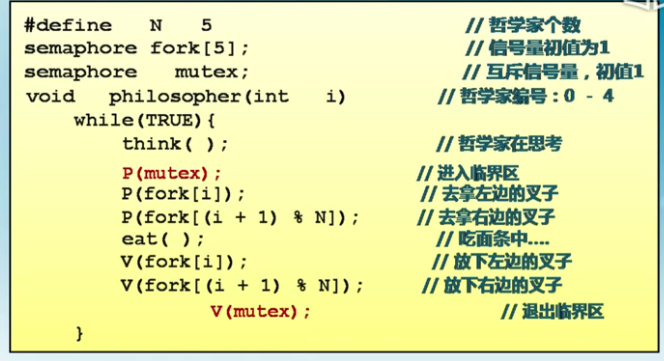 #define N 5 // 哲学家个数
semaphore fork[5]; // 信号量初值为1
semaphore mutex; // 互斥信号量，初值1
void philosopher(int i) // 哲学家编号：0 - 4
while(TRUE){
think( ); // 哲学家在思考
P(mutex); // 进入临界区
P(fork[i]); // 去拿左边的叉子
P(fork[(i + 1) % N]); // 去拿右边的叉子
eat( ); // 吃面条中....
V(fork[i]); // 放下左边的叉子
V(fork[(i + 1) % N]); // 放下右边的叉子
V(mutex); // 退出临界区
}